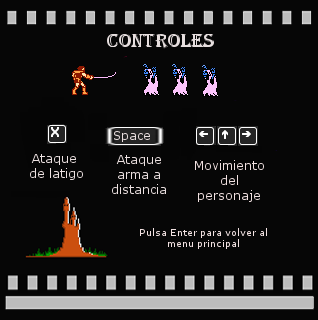 CONTROLES
X
Space
← ↑ →
Ataque
de latigo
Ataque
arma a
distancia
Movimiento
del
personaje
Pulsa Enter para volver al
menu principal